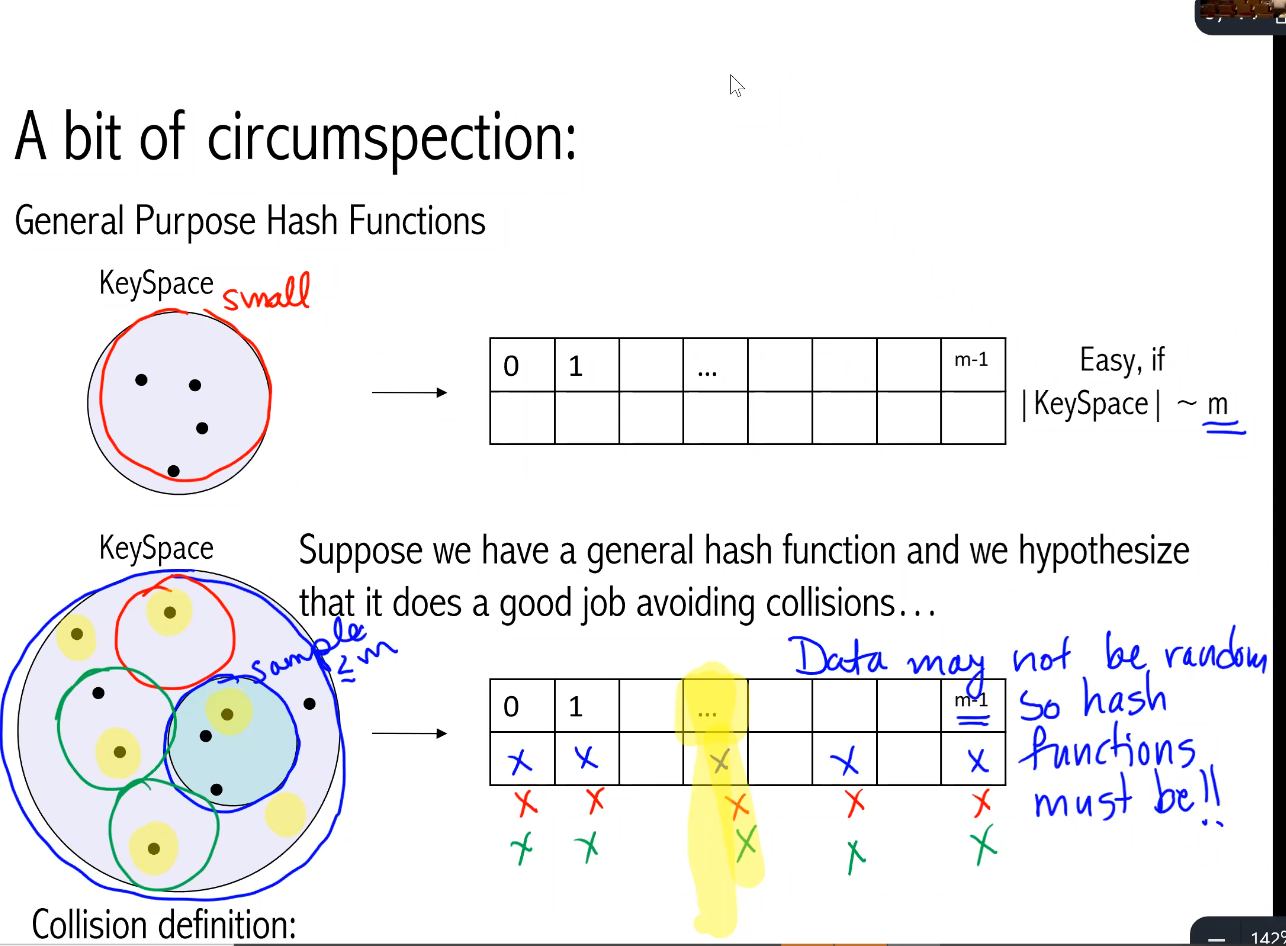 A bit of circumspection:
General Purpose Hash Functions
KeySpace small
0 1 ... m-1
Easy, if
|KeySpace| ~ m
KeySpace
Suppose we have a general hash function and we hypothesize
that it does a good job avoiding collisions...
sample
≥ m
Data may not be random
so hash
functions
must be!!
0 1 ... m-1
x x x x x
x x x x x
x x x x x
Collision definition:
142%